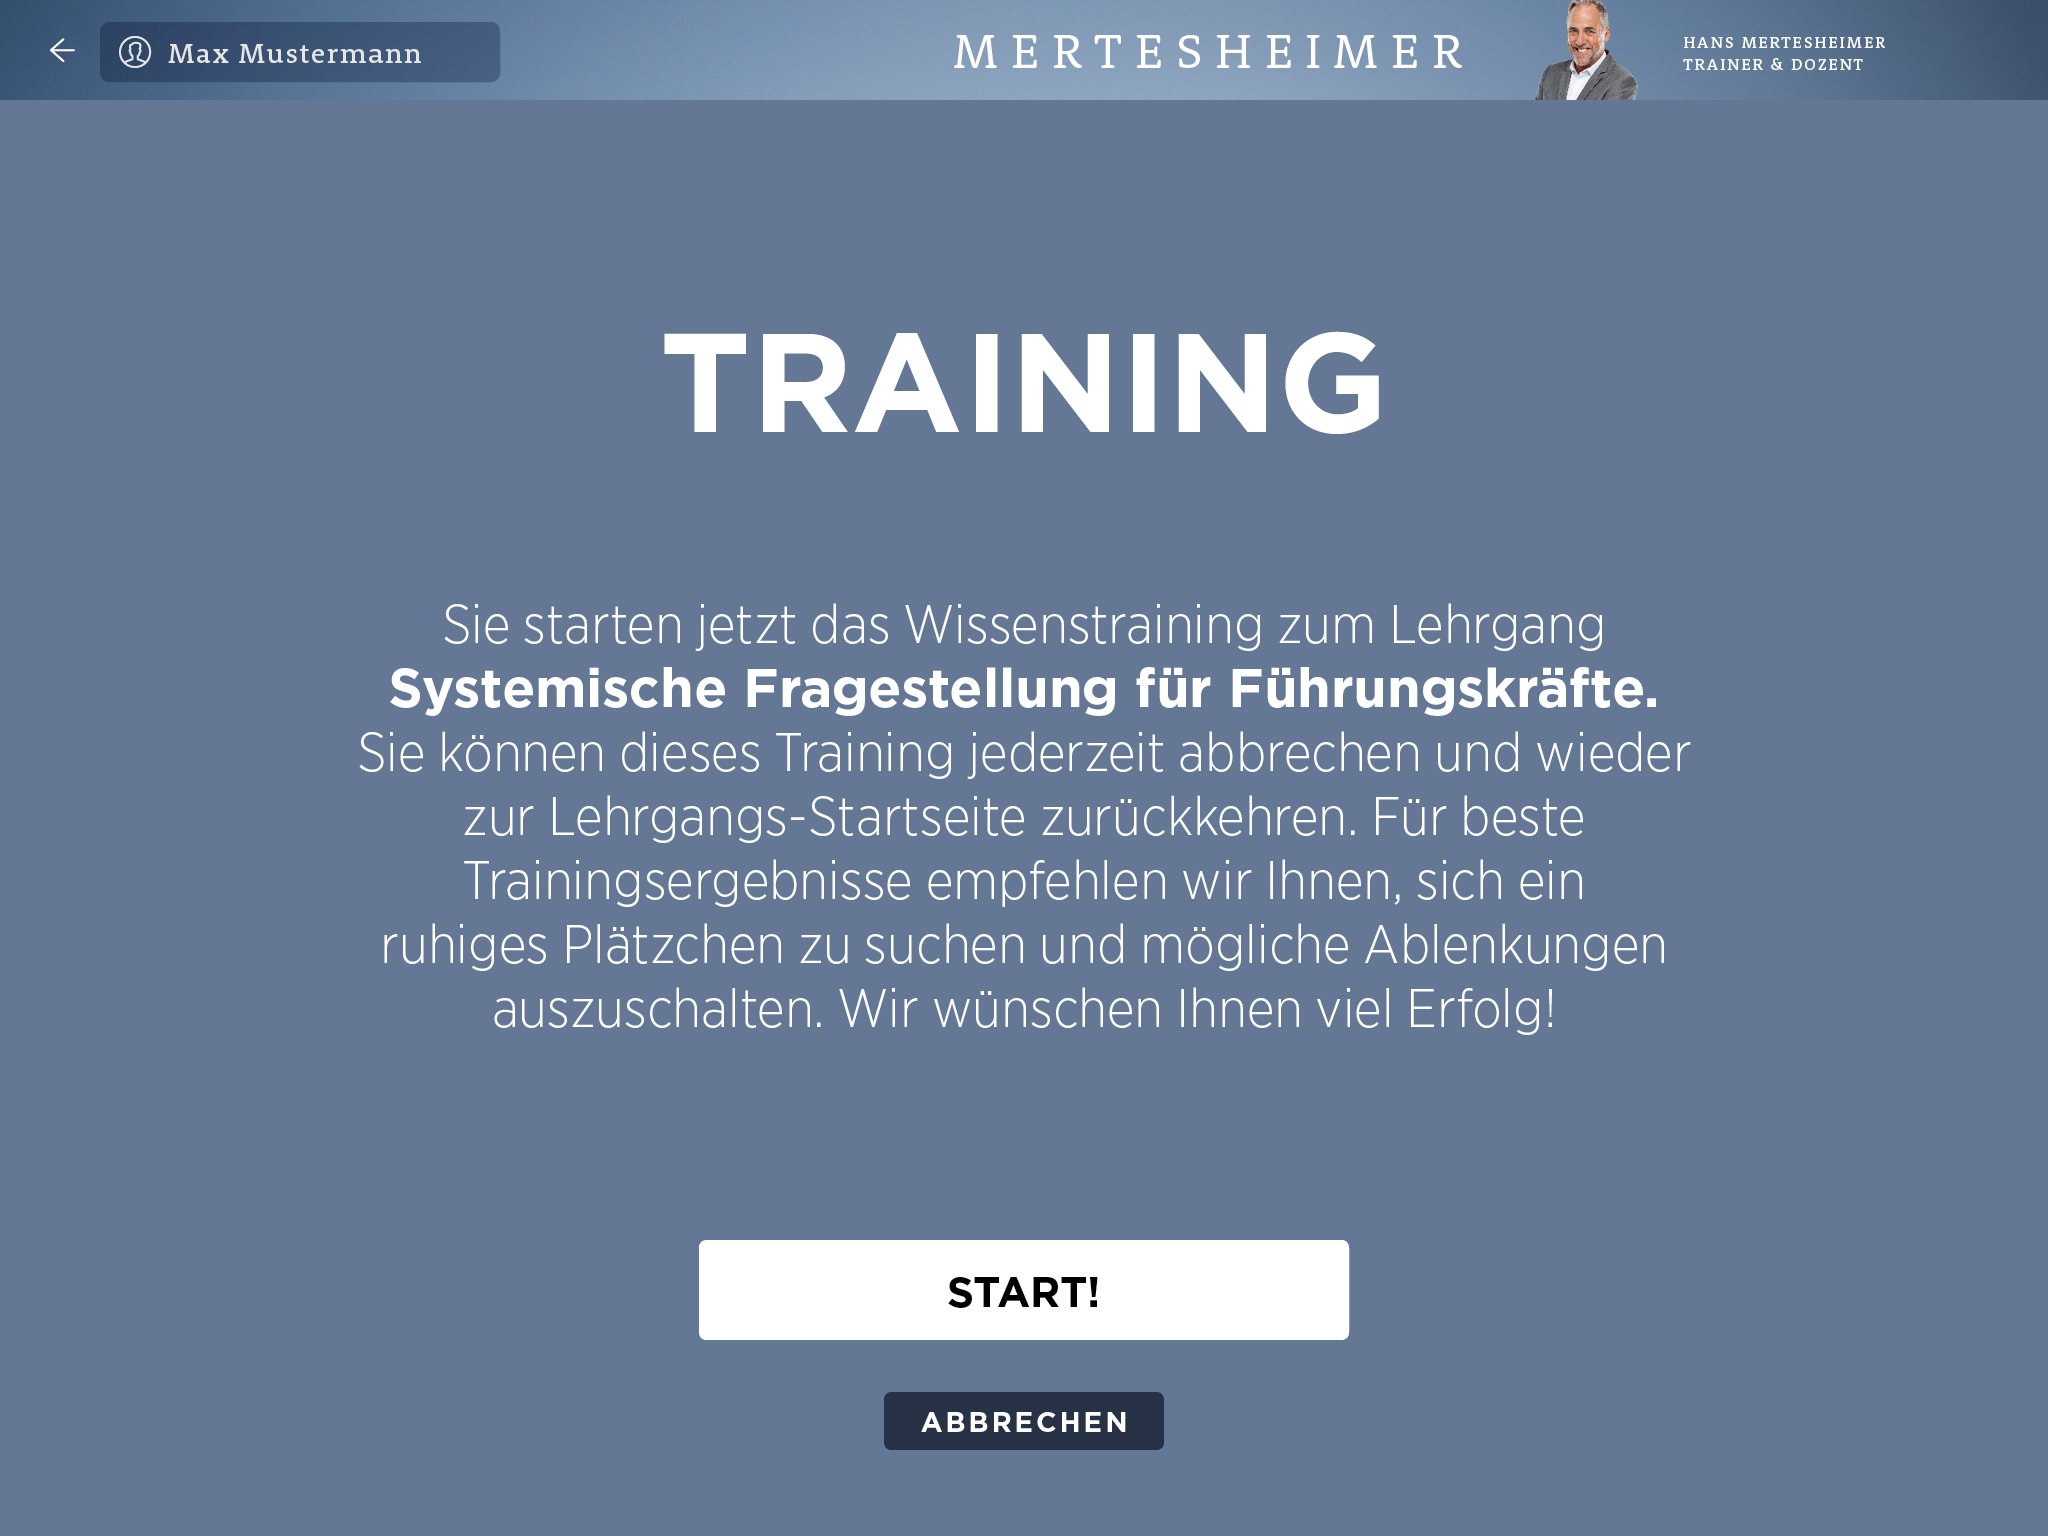 Max Mustermann
MERTESHEIMER
HANS MERTESHEIMER
TRAINER & DOZENT
TRAINING
Sie starten jetzt das Wissenstraining zum Lehrgang
Systemische Fragestellung für Führungskräfte.
Sie können dieses Training jederzeit abbrechen und wieder
zur Lehrgangs-Startseite zurückkehren. Für beste
Trainingsergebnisse empfehlen wir Ihnen, sich ein
ruhiges Plätzchen zu suchen und mögliche Ablenkungen
auszuschalten. Wir wünschen Ihnen viel Erfolg!
START!
ABBRECHEN